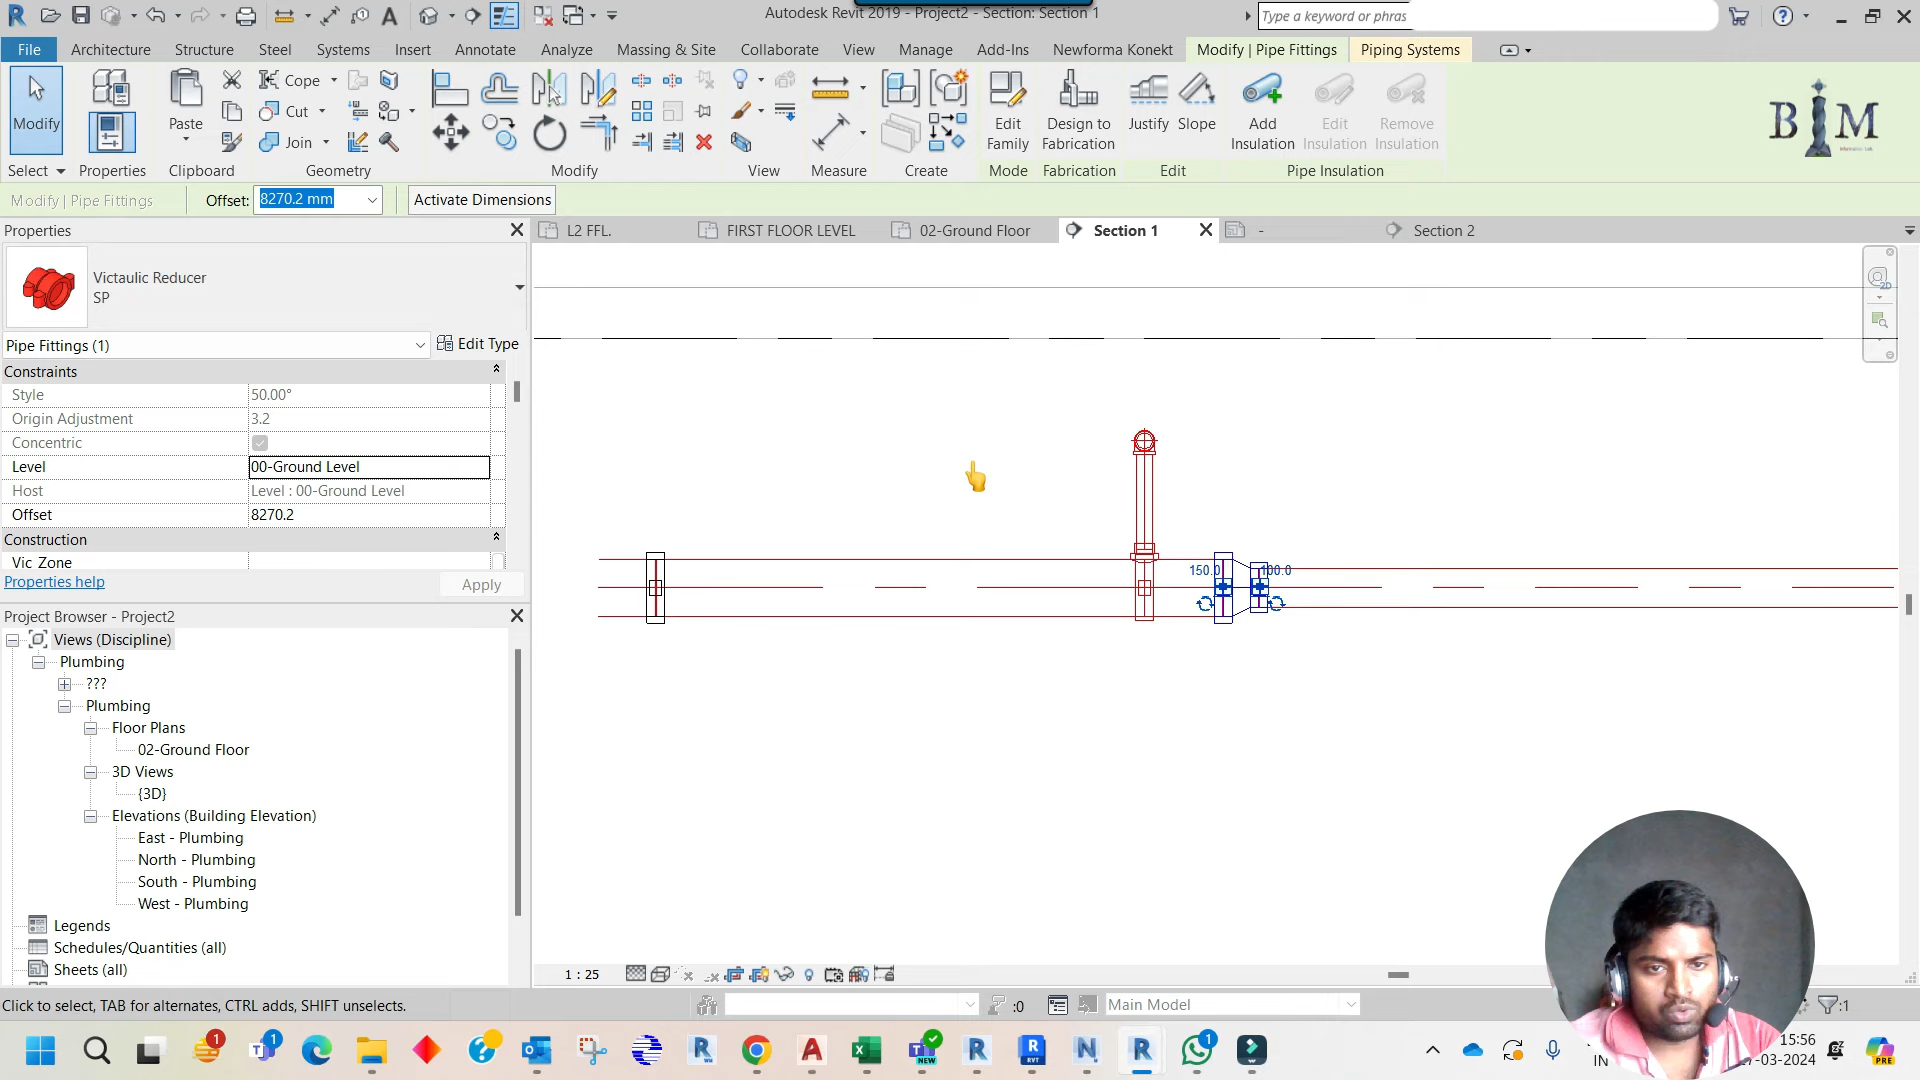 Autodesk Revit 2019 - Project2 - Section: Section 1
Type a keyword or phras
File Architecture Structure Steel Systems Insert Annotate Analyze Massing & Site Collaborate View Manage Add-Ins Newforma Konekt Modify | Pipe Fittings Piping Systems
Modify Paste Cope Cut Join
Edit Family Design to Fabrication Justify Slope Add Insulation Edit Insulation Remove Insulation
BIM
Select Properties Clipboard Geometry Modify View Measure Create Mode Fabrication Edit Pipe Insulation
Modify | Pipe Fittings Offset: 8270.2 mm Activate Dimensions
Properties
L2 FFL. FIRST FLOOR LEVEL 02-Ground Floor Section 1 - Section 2
Victaulic Reducer
SP
Pipe Fittings (1) Edit Type
Constraints
Style 50.00°
Origin Adjustment 3.2
Concentric
Level 00-Ground Level
Host Level : 00-Ground Level
Offset 8270.2
Construction
Vic Zone
Properties help Apply
150.0 100.0
2D
Project Browser - Project2
Views (Discipline)
Plumbing
???
Plumbing
Floor Plans
02-Ground Floor
3D Views
{3D}
Elevations (Building Elevation)
East - Plumbing
North - Plumbing
South - Plumbing
West - Plumbing
Legends
Schedules/Quantities (all)
Sheets (all)
1 : 25
Click to select, TAB for alternates, CTRL adds, SHIFT unselects. :0 Main Model :1
IN
15:56
-03-2024